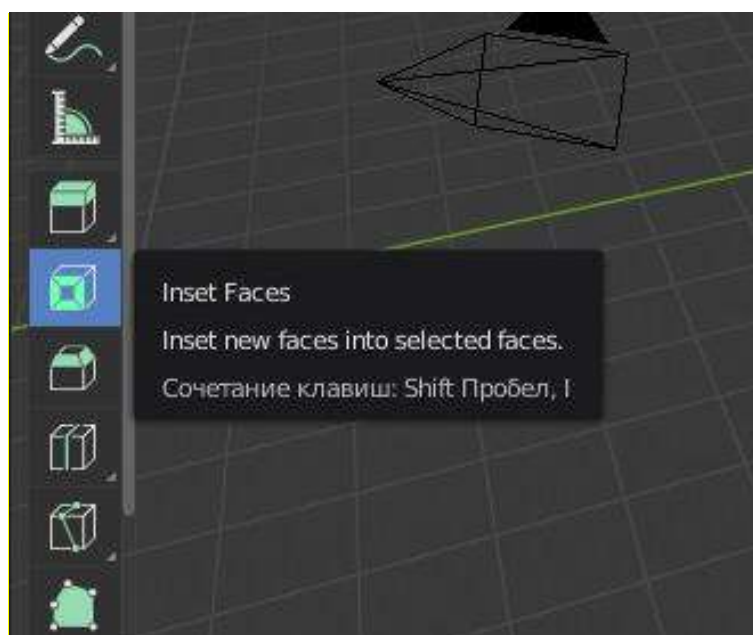 Inset Faces
Inset new faces into selected faces.
Сочетание клавиш: Shift Пробел, I